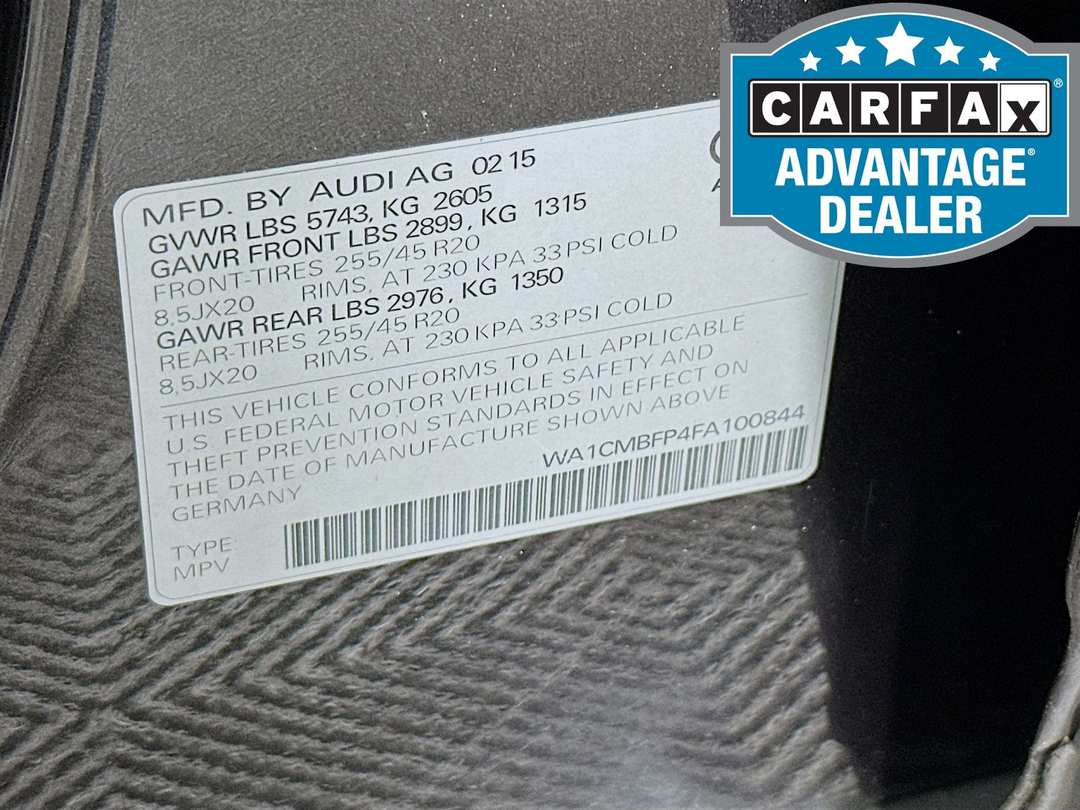 CARFAX®
ADVANTAGE®
DEALER
MFD. BY AUDI AG 02 15
GVWR LBS 5743, KG 2605
GAWR FRONT LBS 2899, KG 1315
FRONT-TIRES 255/45 R20
8,5JX20 RIMS, AT 230 KPA 33 PSI COLD
GAWR REAR LBS 2976, KG 1350
REAR-TIRES 255/45 R20
8,5JX20 RIMS, AT 230 KPA 33 PSI COLD
THIS VEHICLE CONFORMS TO ALL APPLICABLE
U.S. FEDERAL MOTOR VEHICLE SAFETY AND
THEFT PREVENTION STANDARDS IN EFFECT ON
THE DATE OF MANUFACTURE SHOWN ABOVE
GERMANY WA1CMBFP4FA100844
TYPE:
MPV